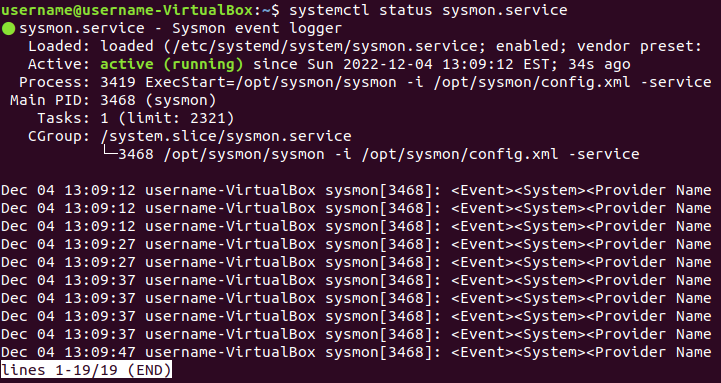 username@username-VirtualBox:~$ systemctl status sysmon.service
● sysmon.service - Sysmon event logger
   Loaded: loaded (/etc/systemd/system/sysmon.service; enabled; vendor preset:
   Active: active (running) since Sun 2022-12-04 13:09:12 EST; 34s ago
  Process: 3419 ExecStart=/opt/sysmon/sysmon -i /opt/sysmon/config.xml -service
 Main PID: 3468 (sysmon)
    Tasks: 1 (limit: 2321)
   CGroup: /system.slice/sysmon.service
           └─3468 /opt/sysmon/sysmon -i /opt/sysmon/config.xml -service

Dec 04 13:09:12 username-VirtualBox sysmon[3468]: <Event><System><Provider Name
Dec 04 13:09:12 username-VirtualBox sysmon[3468]: <Event><System><Provider Name
Dec 04 13:09:12 username-VirtualBox sysmon[3468]: <Event><System><Provider Name
Dec 04 13:09:27 username-VirtualBox sysmon[3468]: <Event><System><Provider Name
Dec 04 13:09:27 username-VirtualBox sysmon[3468]: <Event><System><Provider Name
Dec 04 13:09:37 username-VirtualBox sysmon[3468]: <Event><System><Provider Name
Dec 04 13:09:37 username-VirtualBox sysmon[3468]: <Event><System><Provider Name
Dec 04 13:09:37 username-VirtualBox sysmon[3468]: <Event><System><Provider Name
Dec 04 13:09:37 username-VirtualBox sysmon[3468]: <Event><System><Provider Name
Dec 04 13:09:47 username-VirtualBox sysmon[3468]: <Event><System><Provider Name
lines 1-19/19 (END)